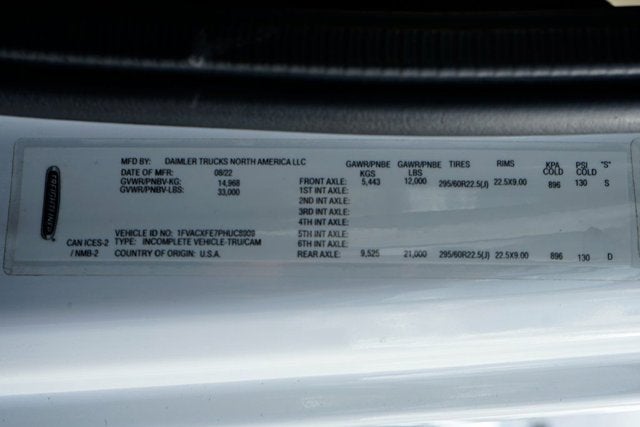 FREIGHTLINER
MFD BY: DAIMLER TRUCKS NORTH AMERICA LLC
DATE OF MFR: 08/22
GVWR/PNBV-KG: 14,968
GVWR/PNBV-LBS: 33,000
VEHICLE ID NO.: 1FVACXFE7PHUC8909
CAN ICES-2 TYPE: INCOMPLETE VEHICLE-TRU/CAM
/ NMB-2 COUNTRY OF ORIGIN: U.S.A.
GAWR/PNBE GAWR/PNBE TIRES RIMS KPA PSI "S"
KGS LBS COLD COLD
FRONT AXLE: 5,443 12,000 295/60R22.5(J) 22.5X9.00 896 130 S
1ST INT AXLE:
2ND INT AXLE:
3RD INT AXLE:
4TH INT AXLE:
5TH INT AXLE:
6TH INT AXLE:
REAR AXLE: 9,525 21,000 295/60R22.5(J) 22.5X9.00 896 130 D